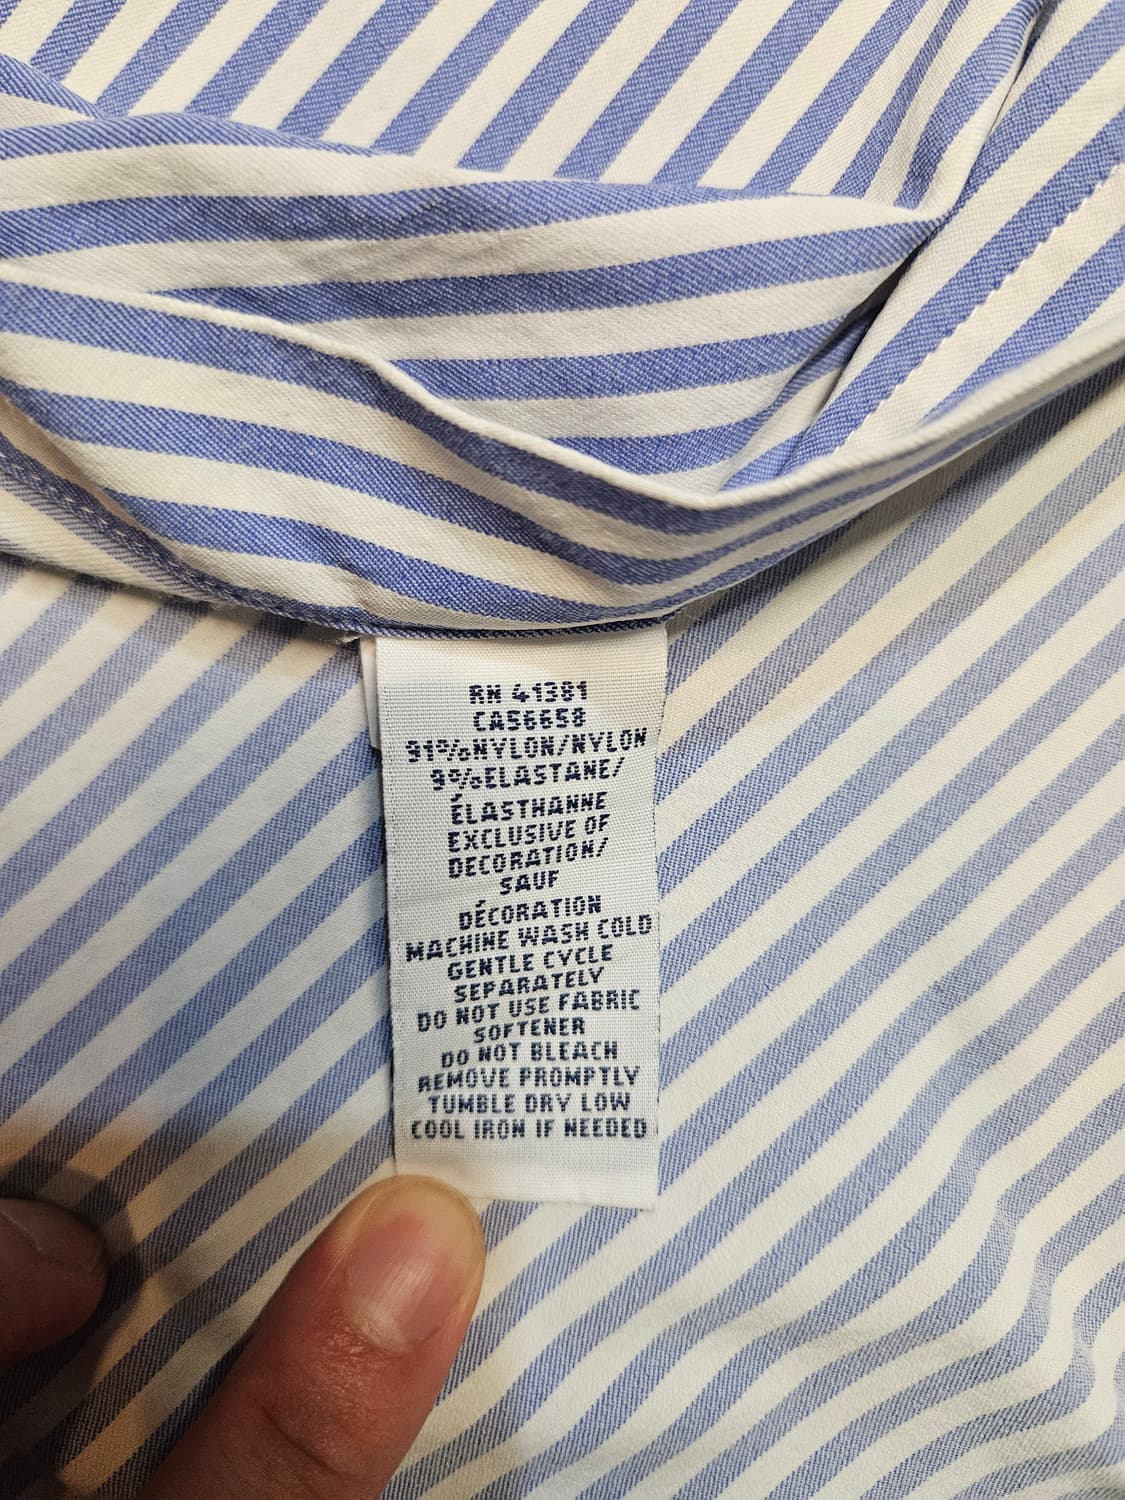 RN 41381
CA56658
91%NYLON/NYLON
9%ELASTANE/
ÉLASTHANNE
EXCLUSIVE OF
DECORATION/
SAUF
DÉCORATION
MACHINE WASH COLD
GENTLE CYCLE
SEPARATELY
DO NOT USE FABRIC
SOFTENER
DO NOT BLEACH
REMOVE PROMPTLY
TUMBLE DRY LOW
COOL IRON IF NEEDED